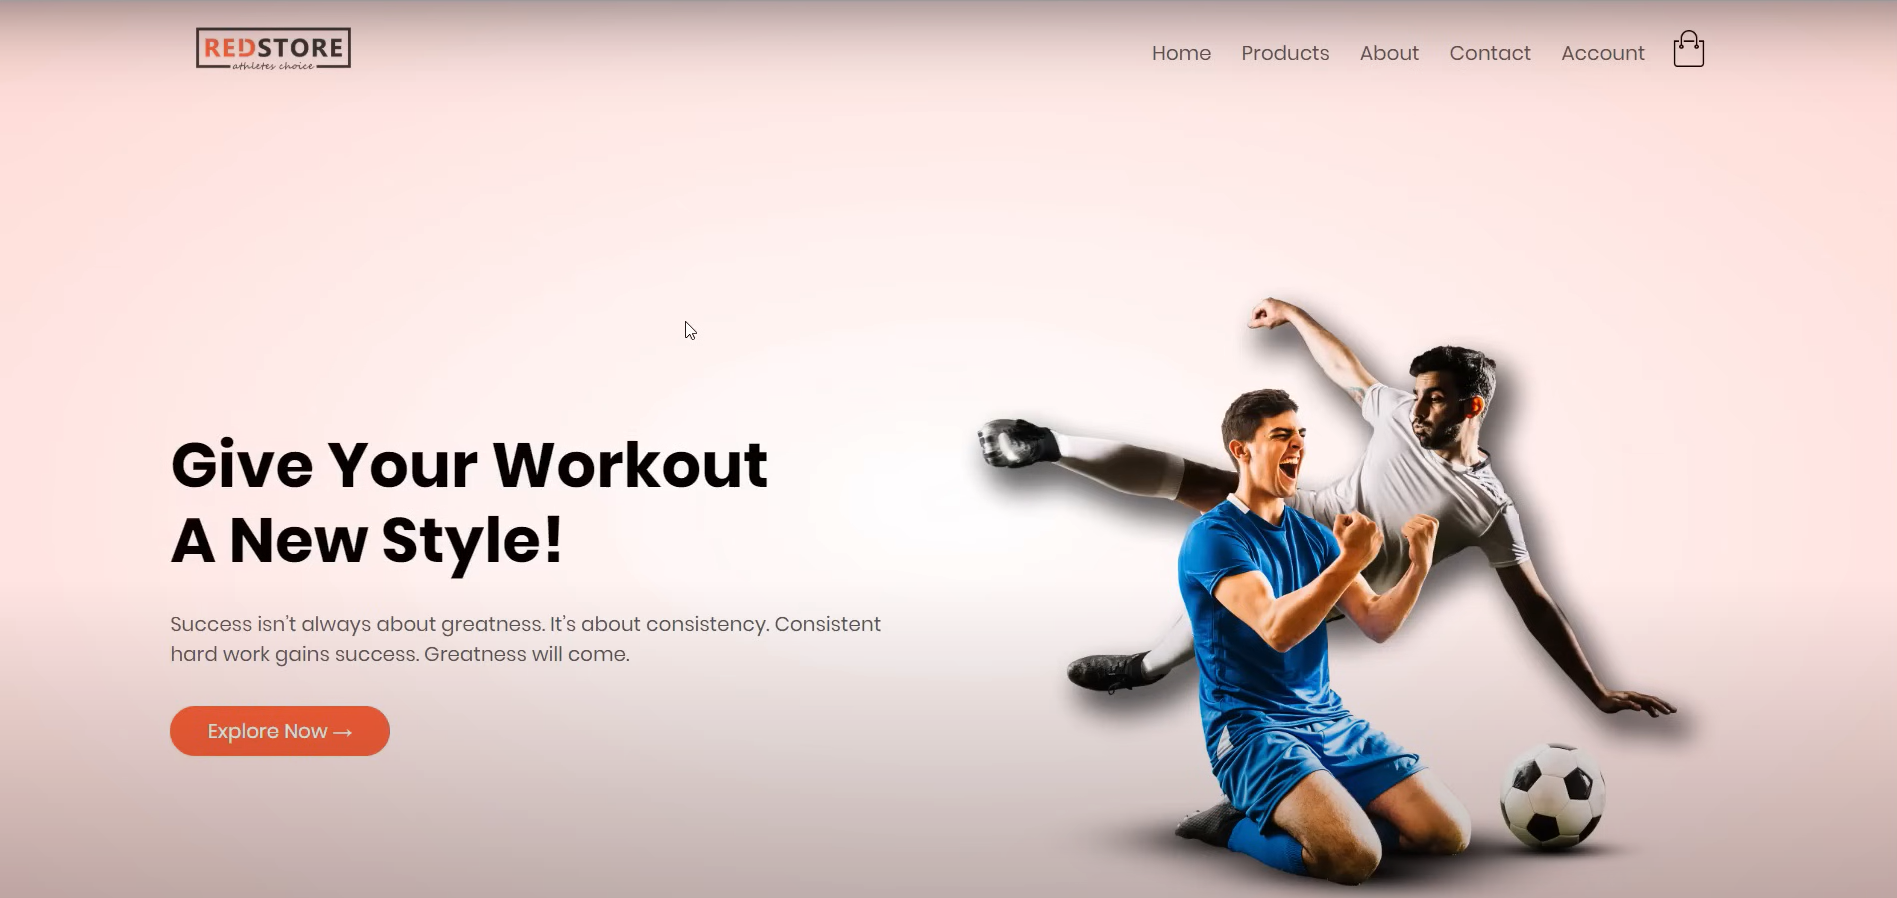 REDSTORE
athletes choice
Home Products About Contact Account
Give Your Workout
A New Style!
Success isn't always about greatness. It's about consistency. Consistent
hard work gains success. Greatness will come.
Explore Now →